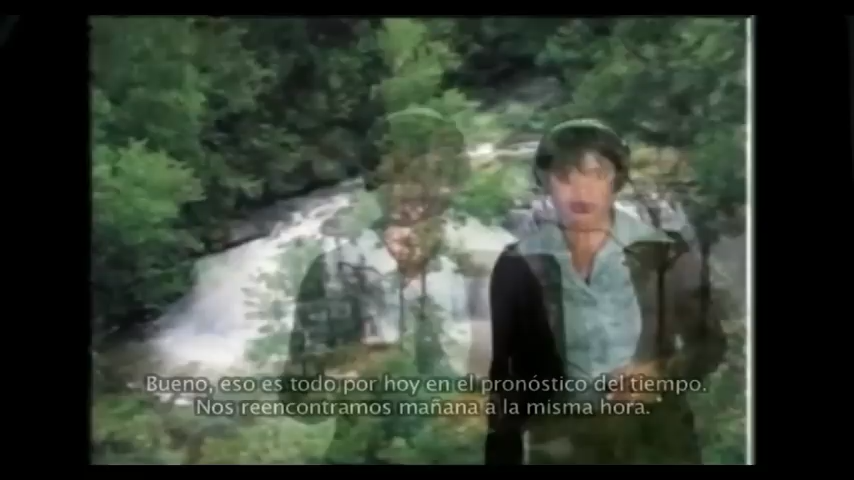 Bueno, eso es todo por hoy en el pronóstico del tiempo.
Nos reencontramos mañana a la misma hora.